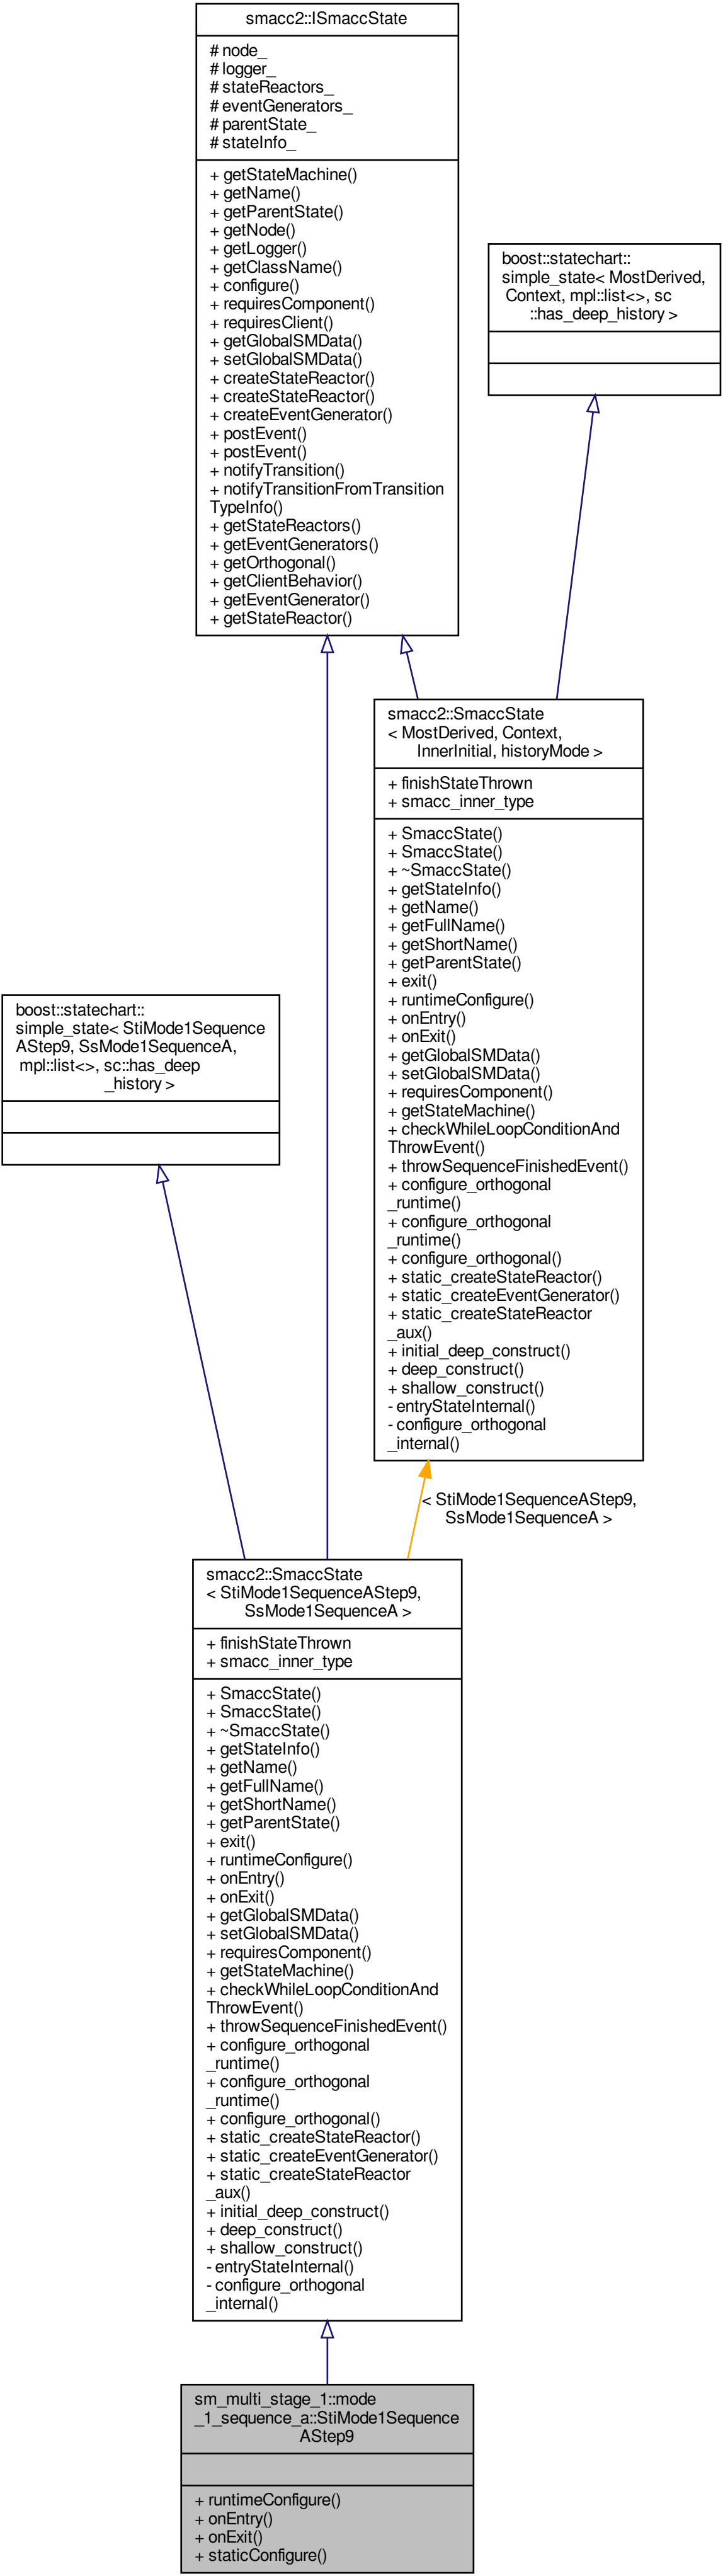 smacc2::ISmaccState
# node_
# logger_
# stateReactors_
# eventGenerators_
# parentState_
# stateInfo_
+ getStateMachine()
+ getName()
+ getParentState()
+ getNode()
+ getLogger()
+ getClassName()
+ configure()
+ requiresComponent()
+ requiresClient()
+ getGlobalSMData()
+ setGlobalSMData()
+ createStateReactor()
+ createStateReactor()
+ createEventGenerator()
+ postEvent()
+ postEvent()
+ notifyTransition()
+ notifyTransitionFromTransition
TypeInfo()
+ getStateReactors()
+ getEventGenerators()
+ getOrthogonal()
+ getClientBehavior()
+ getEventGenerator()
+ getStateReactor()
boost::statechart::
simple_state< MostDerived,
Context, mpl::list<>, sc
::has_deep_history >
smacc2::SmaccState
< MostDerived, Context,
InnerInitial, historyMode >
+ finishStateThrown
+ smacc_inner_type
+ SmaccState()
+ SmaccState()
+ ~SmaccState()
+ getStateInfo()
+ getName()
+ getFullName()
+ getShortName()
+ getParentState()
+ exit()
+ runtimeConfigure()
+ onEntry()
+ onExit()
+ getGlobalSMData()
+ setGlobalSMData()
+ requiresComponent()
+ getStateMachine()
+ checkWhileLoopConditionAnd
ThrowEvent()
+ throwSequenceFinishedEvent()
+ configure_orthogonal
_runtime()
+ configure_orthogonal
_runtime()
+ configure_orthogonal()
+ static_createStateReactor()
+ static_createEventGenerator()
+ static_createStateReactor
_aux()
+ initial_deep_construct()
+ deep_construct()
+ shallow_construct()
- entryStateInternal()
- configure_orthogonal
_internal()
boost::statechart::
simple_state< StiMode1Sequence
AStep9, SsMode1SequenceA,
mpl::list<>, sc::has_deep
_history >
< StiMode1SequenceAStep9,
SsMode1SequenceA >
smacc2::SmaccState
< StiMode1SequenceAStep9,
SsMode1SequenceA >
+ finishStateThrown
+ smacc_inner_type
+ SmaccState()
+ SmaccState()
+ ~SmaccState()
+ getStateInfo()
+ getName()
+ getFullName()
+ getShortName()
+ getParentState()
+ exit()
+ runtimeConfigure()
+ onEntry()
+ onExit()
+ getGlobalSMData()
+ setGlobalSMData()
+ requiresComponent()
+ getStateMachine()
+ checkWhileLoopConditionAnd
ThrowEvent()
+ throwSequenceFinishedEvent()
+ configure_orthogonal
_runtime()
+ configure_orthogonal
_runtime()
+ configure_orthogonal()
+ static_createStateReactor()
+ static_createEventGenerator()
+ static_createStateReactor
_aux()
+ initial_deep_construct()
+ deep_construct()
+ shallow_construct()
- entryStateInternal()
- configure_orthogonal
_internal()
sm_multi_stage_1::mode
_1_sequence_a::StiMode1Sequence
AStep9
+ runtimeConfigure()
+ onEntry()
+ onExit()
+ staticConfigure()